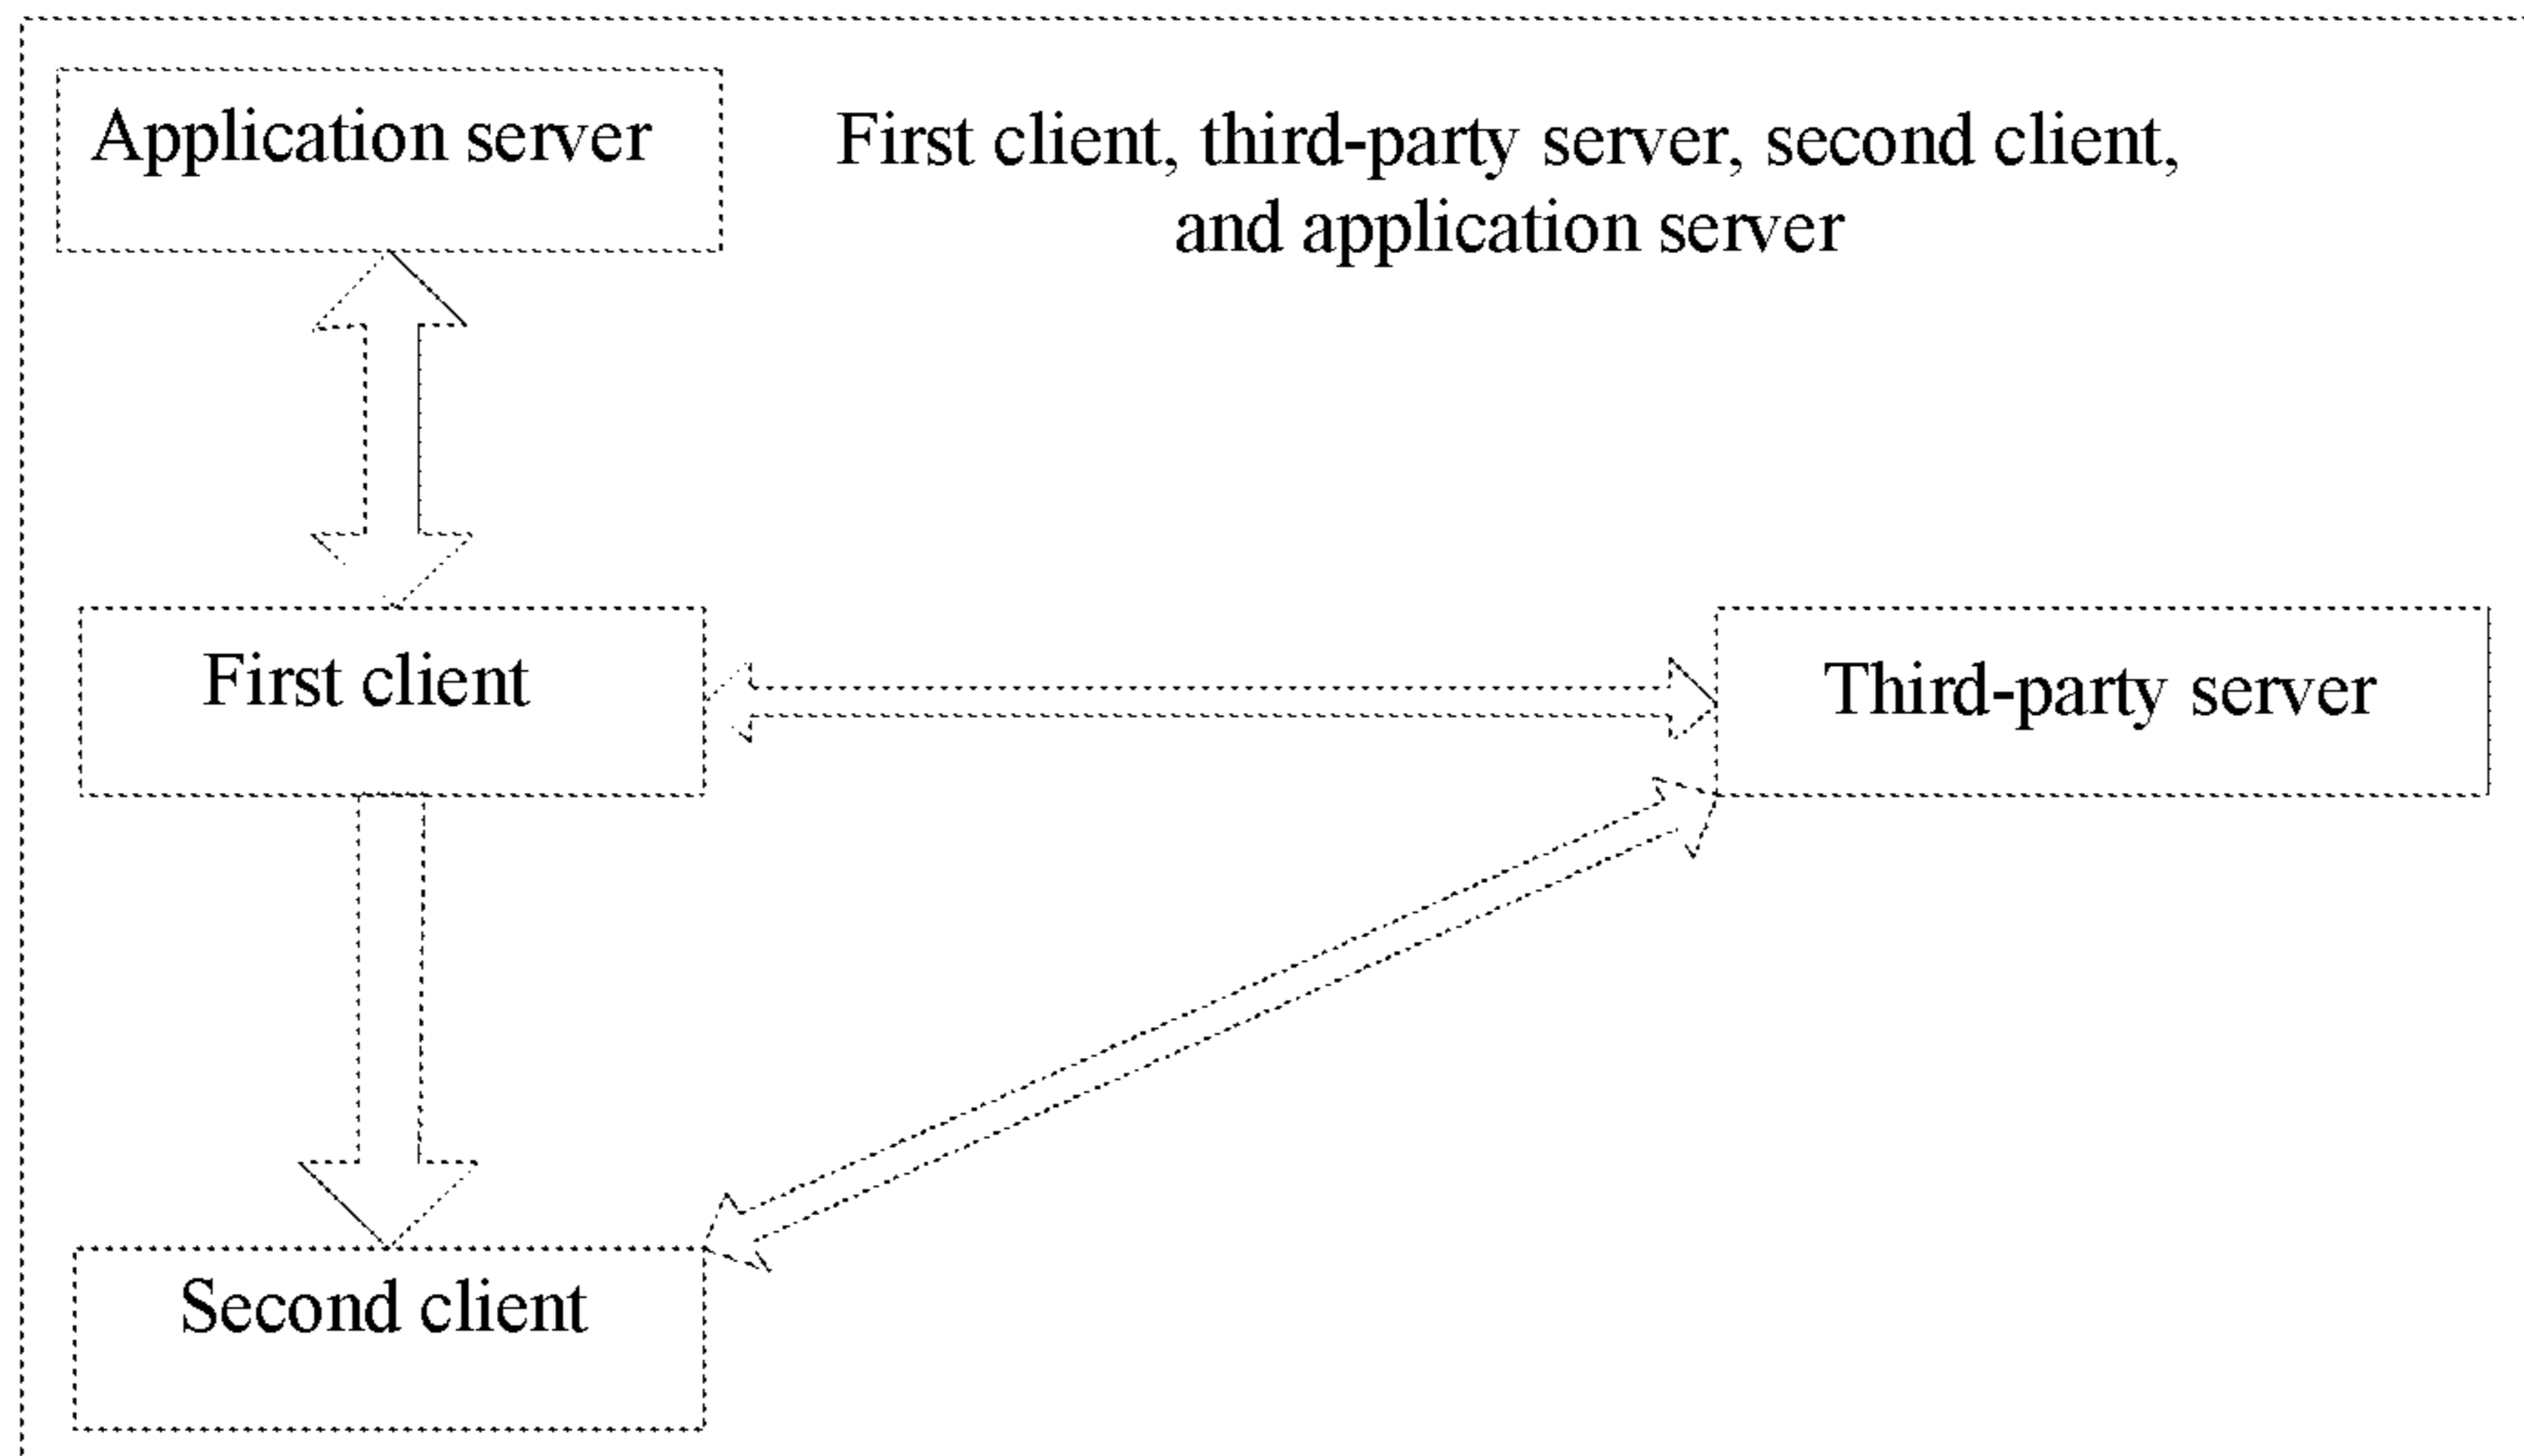 Application server
First client, third-party server, second client,
and application server
First client
Third-party server
Second client